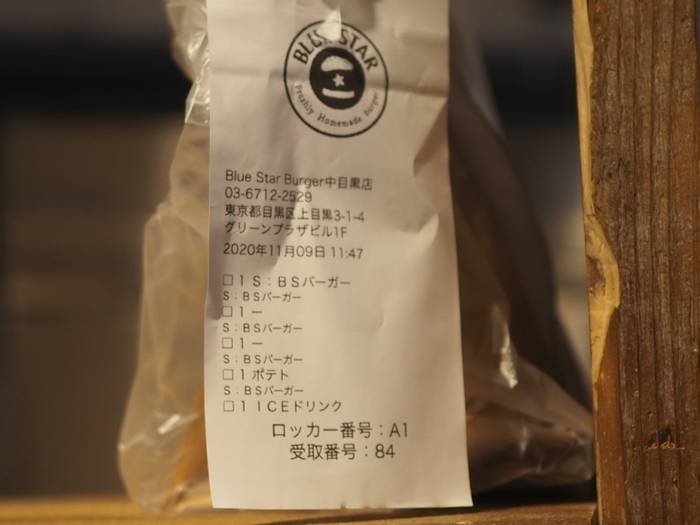 BLUE STAR
Freshly Homemade burger
Blue Star Burger中目黒店
03-6712-2529
東京都目黒区上目黒3-1-4
グリーンプラザビル1F
2020年11月09日 11:47
□1 S：BSバーガー
S：BSバーガー
□1 ー
S：BSバーガー
□1 ー
S：BSバーガー
□1 ポテト
S：BSバーガー
□1 ICEドリンク
ロッカー番号：A1
受取番号：84